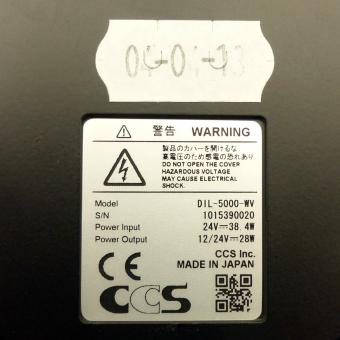 04-04-13
警告 WARNING
製品のカバーを開けるな
高電圧のため感電の恐れあり
DO NOT OPEN THE COVER
HAZARDOUS VOLTAGE
MAY CAUSE ELECTRICAL
SHOCK.
Model DIL-5000-WV
S/N 1015390020
Power Input 24V⎓38.4W
Power Output 12/24V⎓28W
CCS Inc.
MADE IN JAPAN
CE
CCS